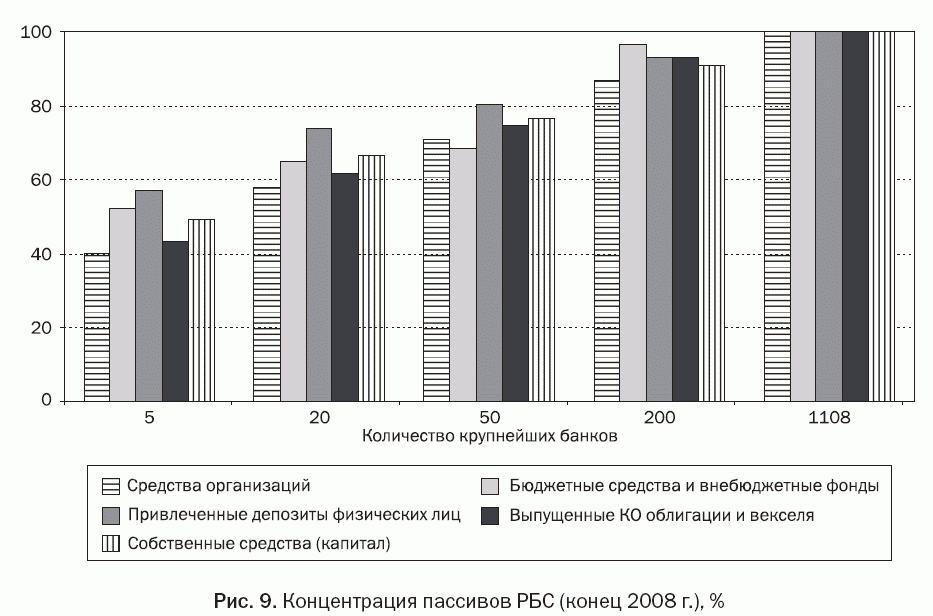 100
80
60
40
20
0
5 20 50 200 1108
Количество крупнейших банков
Средства организаций
Бюджетные средства и внебюджетные фонды
Привлеченные депозиты физических лиц
Выпущенные КО облигации и векселя
Собственные средства (капитал)
Рис. 9. Концентрация пассивов РБС (конец 2008 г.), %